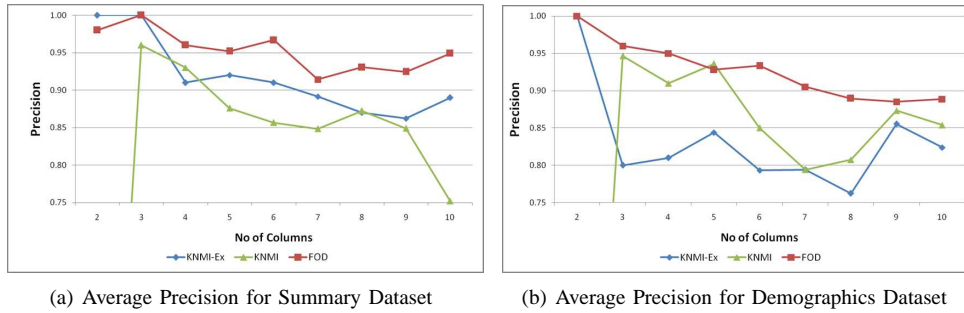 1.00
0.95
0.90
0.85
0.80
0.75
Precision
2 3 4 5 6 7 8 9 10
No of Columns
KNMI-Ex KNMI FOD
(a) Average Precision for Summary Dataset
1.00
0.95
0.90
0.85
0.80
0.75
Precision
2 3 4 5 6 7 8 9 10
No of Columns
KNMI-Ex KNMI FOD
(b) Average Precision for Demographics Dataset